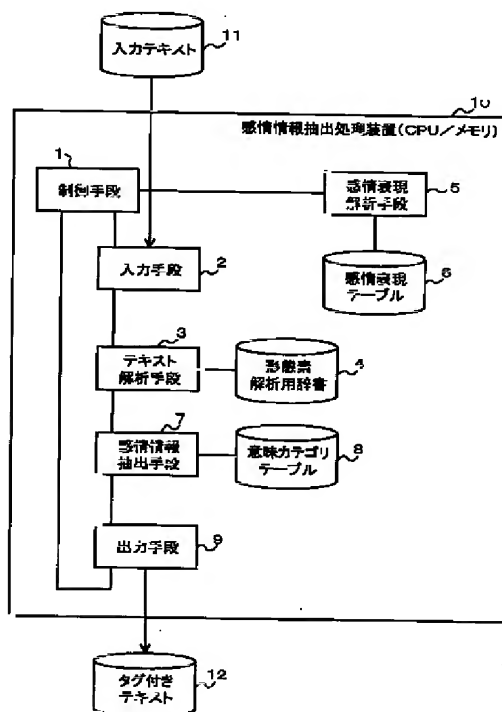 入力テキスト
11
10
感情情報抽出処理装置(CPU/メモリ)
1
制御手段
感情表現
解析手段
5
入力手段
2
感情表現
テーブル
6
3
テキスト
解析手段
形態素
解析用辞書
4
7
感情情報
抽出手段
意味カテゴリ
テーブル
8
出力手段
9
タグ付き
テキスト
12